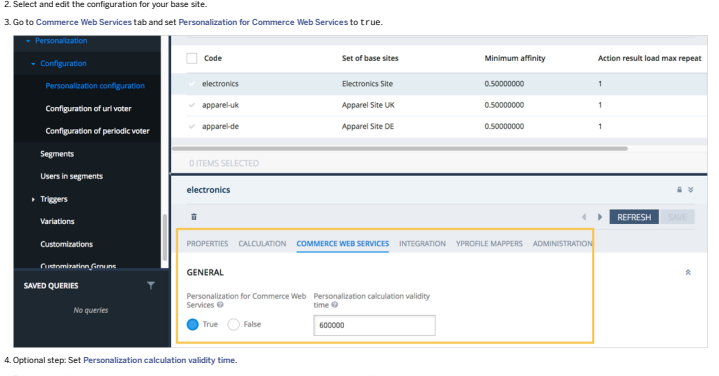 2. Select and edit the configuration for your base site.
3. Go to Commerce Web Services tab and set Personalization for Commerce Web Services to true.
Personalization
Configuration
Personalization configuration
Configuration of url voter
Configuration of periodic voter
Segments
Users in segments
Triggers
Variations
Customizations
Customization Groups
SAVED QUERIES
No queries
Code Set of base sites Minimum affinity Action result load max repeat
electronics Electronics Site 0.50000000 1
apparel-uk Apparel Site UK 0.50000000 1
apparel-de Apparel Site DE 0.50000000 1
0 ITEMS SELECTED
electronics
REFRESH SAVE
PROPERTIES CALCULATION COMMERCE WEB SERVICES INTEGRATION YPROFILE MAPPERS ADMINISTRATION
GENERAL
Personalization for Commerce Web Services
Personalization calculation validity time
True False
600000
4. Optional step: Set Personalization calculation validity time.